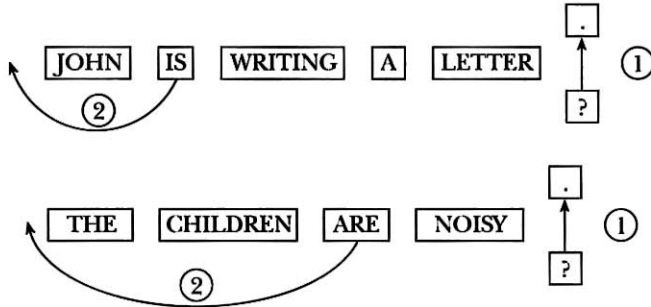 .
JOHN IS WRITING A LETTER ①
② ?
.
THE CHILDREN ARE NOISY ①
② ?